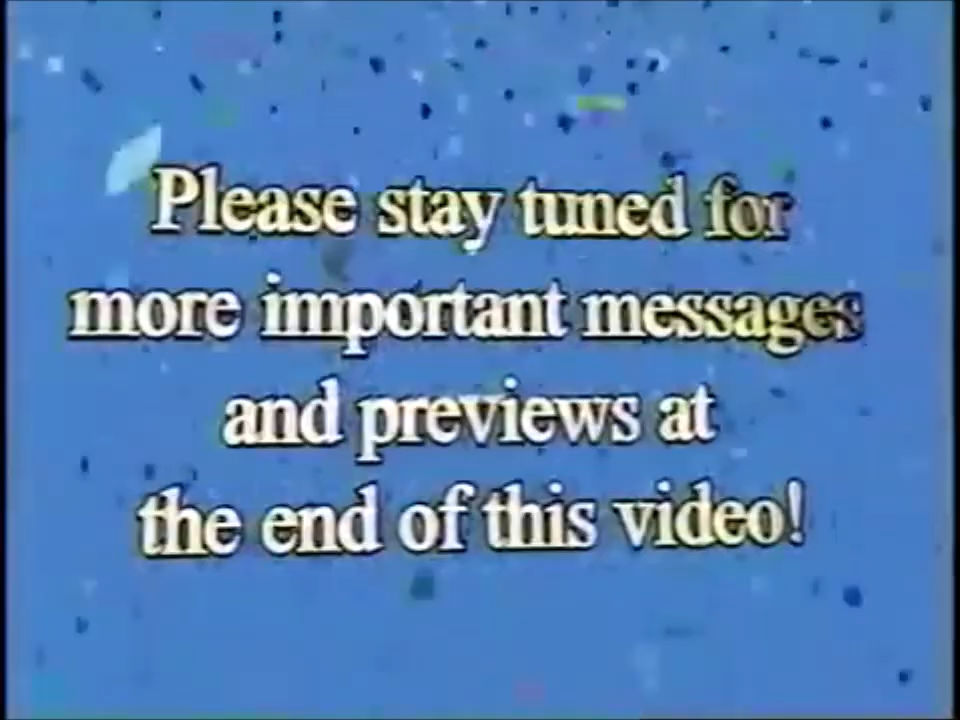 Please stay tuned for
more important messages
and previews at
the end of this video!